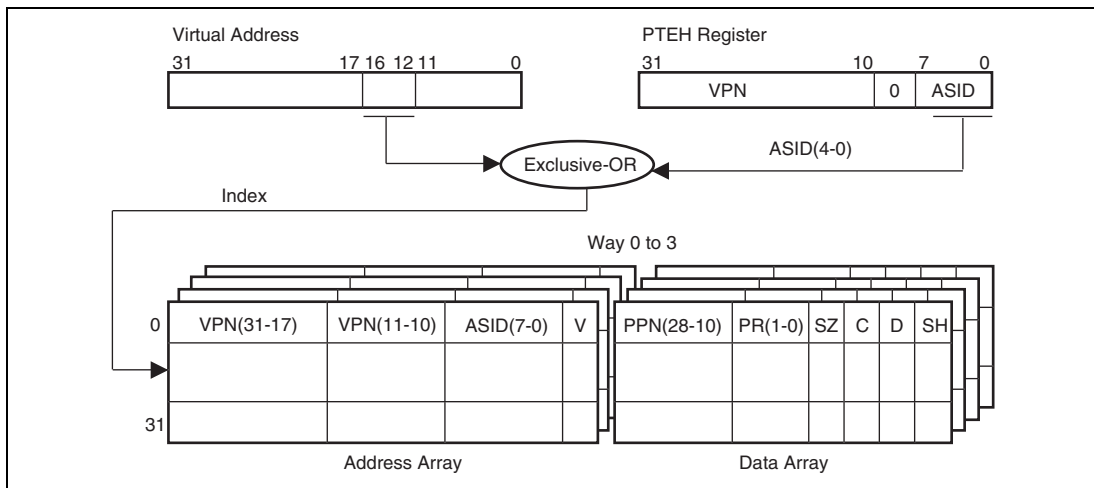 Virtual Address
PTEH Register
31 17 16 12 11 0
31 10 7 0
VPN 0 ASID
Exclusive-OR
ASID(4-0)
Index
Way 0 to 3
0 VPN(31-17) VPN(11-10) ASID(7-0) V
PPN(28-10) PR(1-0) SZ C D SH
31
Address Array
Data Array